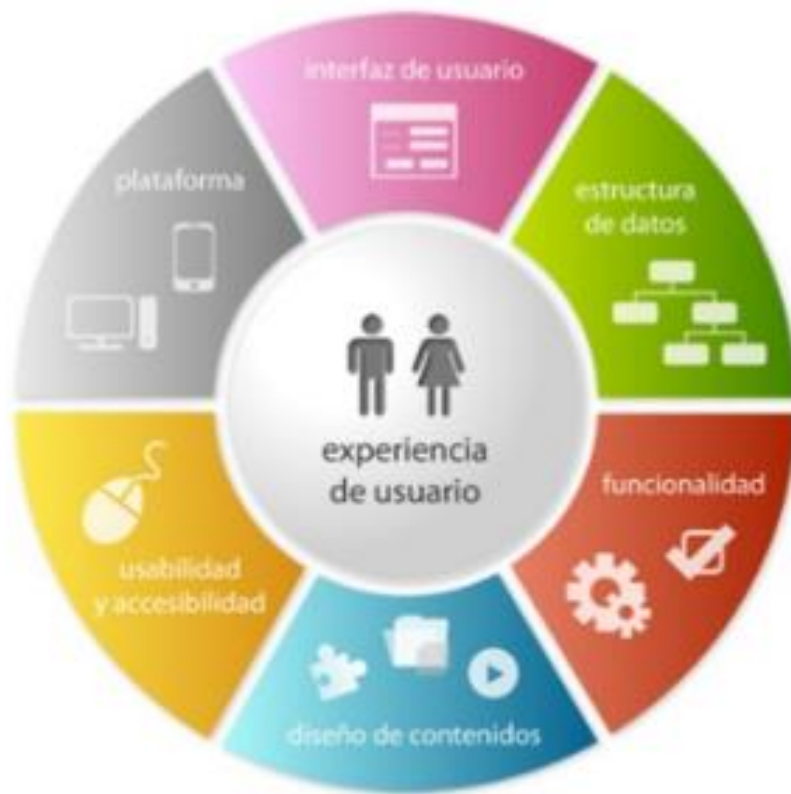 interfaz de usuario
estructura
de datos
funcionalidad
diseño de contenidos
usabilidad
y accesibilidad
plataforma
experiencia
de usuario